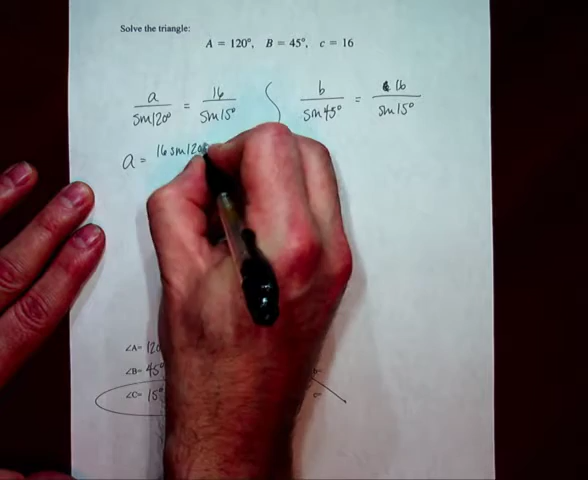 Solve the triangle:
A = 120°, B = 45°, c = 16
a / sin120° = 16 / sin15°
b / sin45° = 16 / sin15°
a = 16 sin120°
∠A= 120
∠B= 45°
∠C= 15°